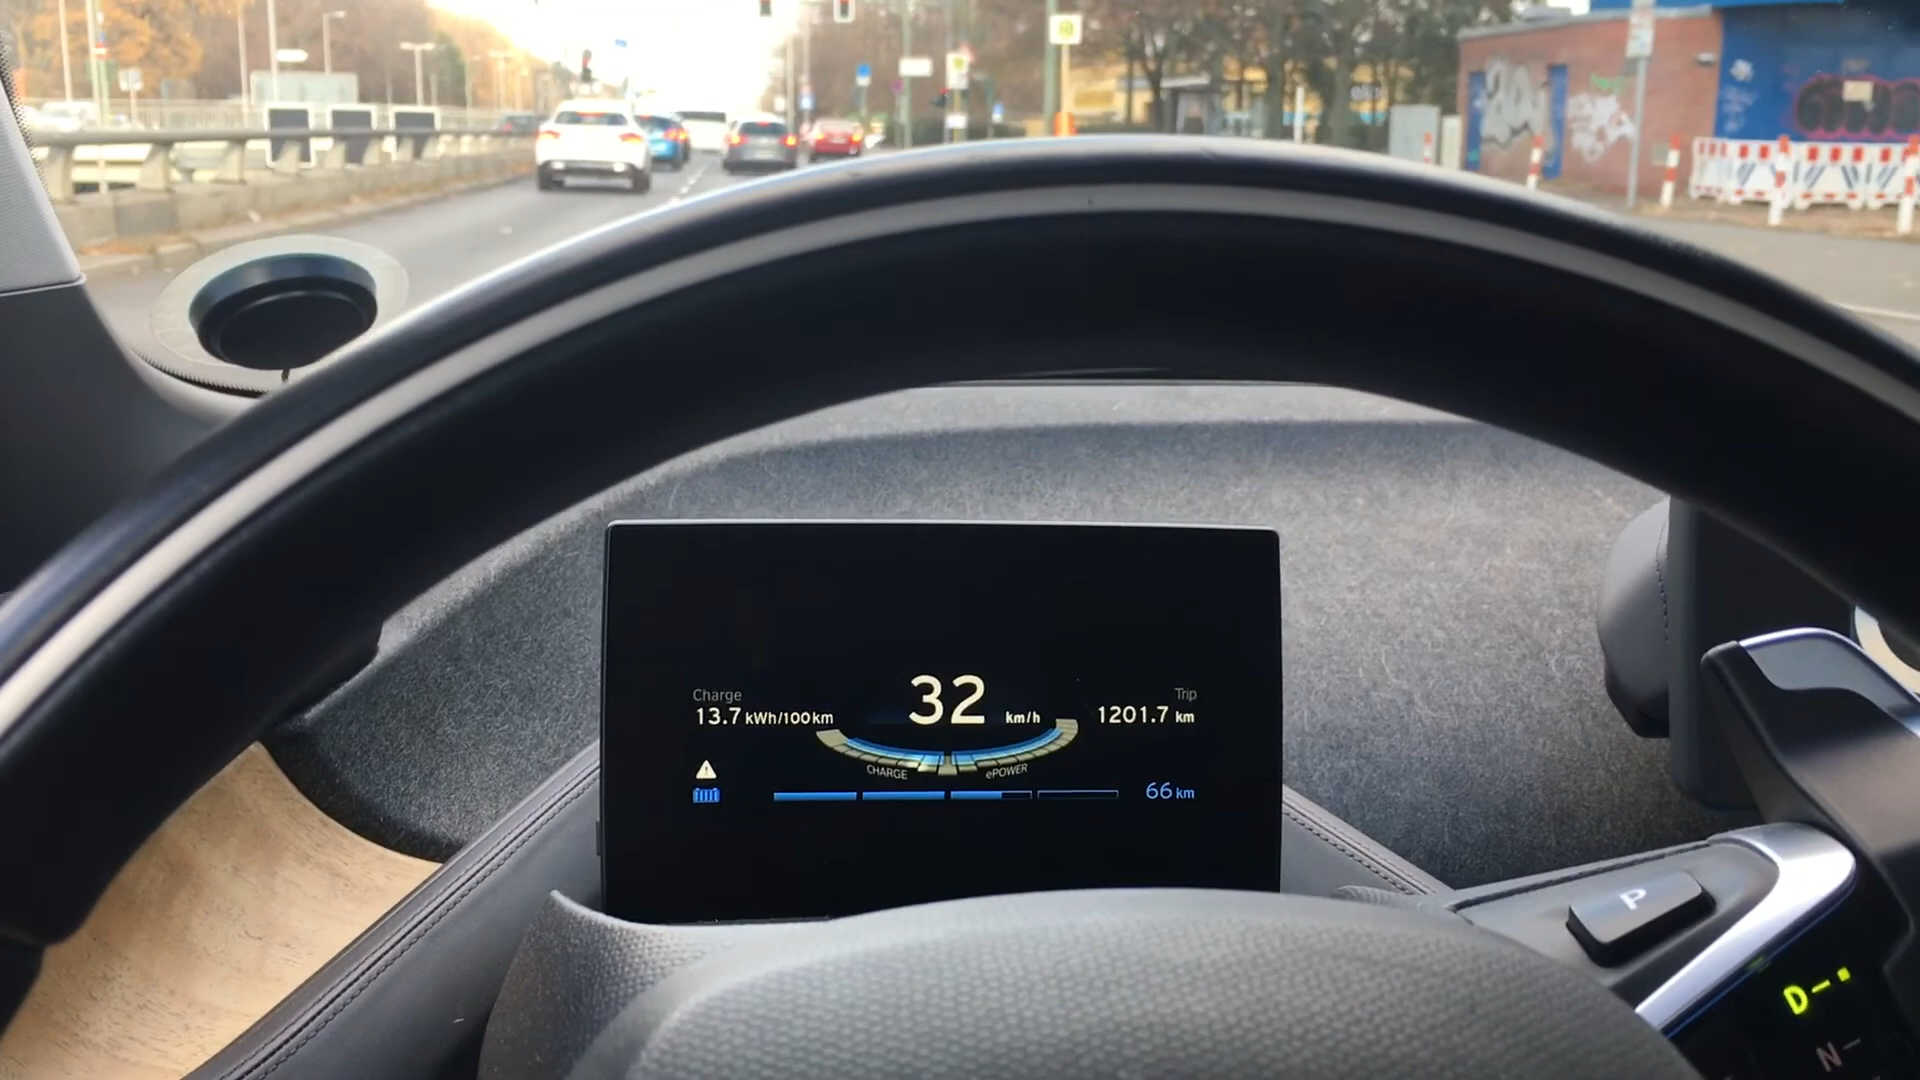 32 km/h
Charge
13.7 kWh/100km
Trip
1201.7 km
CHARGE
ePOWER
66 km
P
D
N